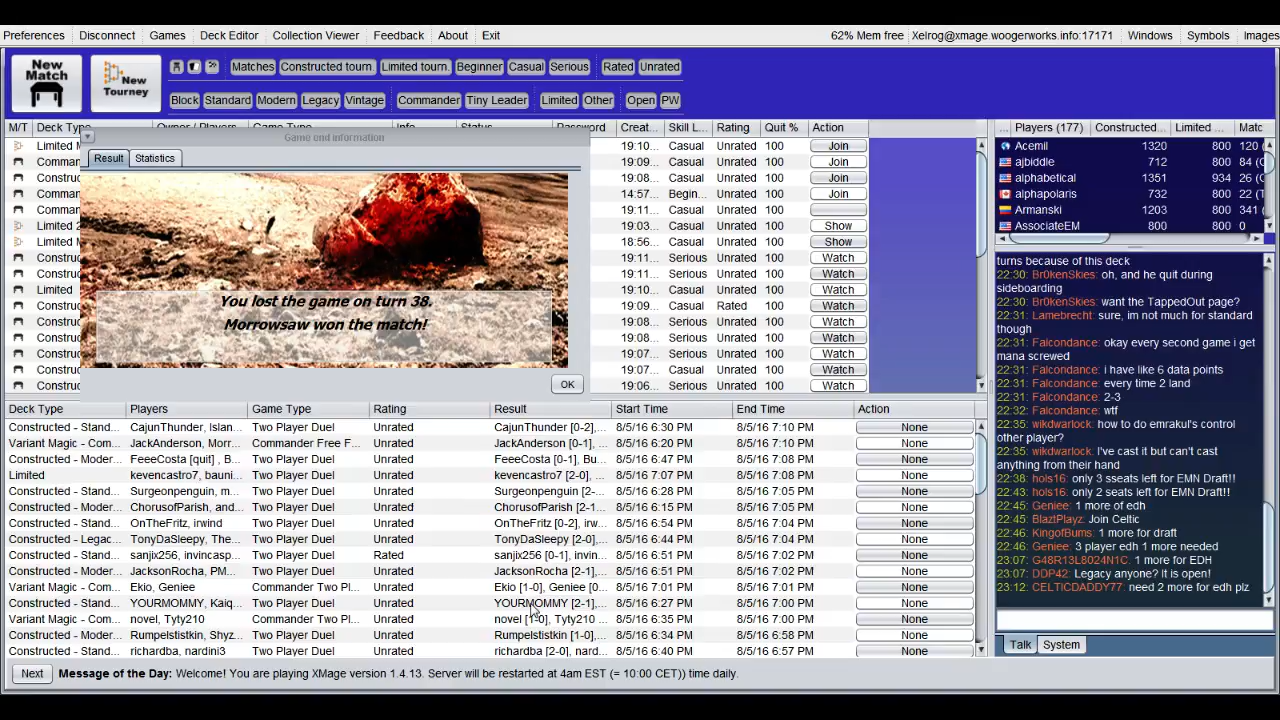 Preferences Disconnect Games Deck Editor Collection Viewer Feedback About Exit 62% Mem free Xelrog@xmage.woogerworks.info:17171 Windows Symbols Images
New Match
New Tourney
Matches Constructed tourn. Limited tourn. Beginner Casual Serious Rated Unrated
Block Standard Modern Legacy Vintage Commander Tiny Leader Limited Other Open PW
M/T Deck Type Owner / Players Game Type Info Status Password Creat... Skill L... Rating Quit % Action
Limited 19:10... Casual Unrated 100 Join
Comman 19:09... Casual Unrated 100 Join
Constru 19:10... Casual Unrated 100 Join
Comman 14:57... Begin... Unrated 100 Join
Comman 19:11... Casual Unrated 100
Limited 2 19:03... Casual Unrated 100 Show
Limited 18:56... Casual Unrated 100 Show
Constru 19:11... Casual Unrated 100 Watch
Constru 19:11... Casual Unrated 100 Watch
Limited 19:10... Casual Unrated 100 Watch
Constru 19:09... Casual Rated 100 Watch
Constru 19:08... Serious Unrated 100 Watch
Constru 19:08... Serious Unrated 100 Watch
Constru 19:07... Serious Unrated 100 Watch
Constru 19:07... Casual Unrated 100 Watch
Constru 19:06... Serious Unrated 100 Watch
Game end information
Result Statistics
You lost the game on turn 38.
Morrowsaw won the match!
OK
Deck Type Players Game Type Rating Result Start Time End Time Action
Constructed - Stand... CajunThunder, Islan... Two Player Duel Unrated CajunThunder [0-2],... 8/5/16 6:30 PM 8/5/16 7:10 PM None
Variant Magic - Com... JackAnderson, Morr... Commander Free F... Unrated JackAnderson [0-1],... 8/5/16 6:20 PM 8/5/16 7:09 PM None
Constructed - Moder... FeeeCosta [quit] , B... Two Player Duel Unrated FeeeCosta [0-1], Bu... 8/5/16 6:47 PM 8/5/16 7:08 PM None
Limited kevencastro7, bauni... Two Player Duel Unrated kevencastro7 [2-0],... 8/5/16 7:07 PM 8/5/16 7:08 PM None
Constructed - Stand... Surgeonpenguin, m... Two Player Duel Unrated Surgeonpenguin [2-... 8/5/16 6:28 PM 8/5/16 7:05 PM None
Constructed - Moder... ChorusofParish, and... Two Player Duel Unrated ChorusofParish [2-1... 8/5/16 6:15 PM 8/5/16 7:05 PM None
Constructed - Stand... OnTheFritz, irwind Two Player Duel Unrated OnTheFritz [0-2], irw... 8/5/16 6:54 PM 8/5/16 7:04 PM None
Constructed - Legac... TonyDaSleepy, The... Two Player Duel Unrated TonyDaSleepy [2-0],... 8/5/16 6:44 PM 8/5/16 7:04 PM None
Constructed - Stand... sanjix256, invincasp... Two Player Duel Rated sanjix256 [0-1], invin... 8/5/16 6:51 PM 8/5/16 7:02 PM None
Constructed - Moder... JacksonRocha, PM... Two Player Duel Unrated JacksonRocha [2-1],... 8/5/16 6:51 PM 8/5/16 7:02 PM None
Variant Magic - Com... Ekio, Geniee Commander Two Pl... Unrated Ekio [1-0], Geniee [0... 8/5/16 7:01 PM 8/5/16 7:01 PM None
Constructed - Stand... YOURMOMMY, Kaiq... Two Player Duel Unrated YOURMOMMY [2-1],... 8/5/16 6:27 PM 8/5/16 7:00 PM None
Variant Magic - Com... novel, Tyty210 Commander Two Pl... Unrated novel [1-0], Tyty210 ... 8/5/16 6:35 PM 8/5/16 7:00 PM None
Constructed - Moder... Rumpelstistkin, Shyz... Two Player Duel Unrated Rumpelstistkin [1-0],... 8/5/16 6:34 PM 8/5/16 6:58 PM None
Constructed - Stand... richardba, nardini3 Two Player Duel Unrated richardba [2-0], nard... 8/5/16 6:40 PM 8/5/16 6:57 PM None
... Players (177) Constructed... Limited ... Matc
Acemil 1320 800 120 (
ajbiddle 712 800 84 (
alphabetical 1351 934 26 (
alphapolaris 732 800 22 (
Armanski 1203 800 341 (
AssociateEM 800 800 0
turns because of this deck
22:30 Br0kenSkies: oh, and he quit during
sideboarding
22:30 Br0kenSkies: want the TappedOut page?
22:31 Lamebrecht: sure, im not much for standard
though
22:31 Falcondance: okay every second game i get
mana screwed
22:31 Falcondance: i have like 6 data points
22:31 Falcondance: every time 2 land
22:31 Falcondance: 2-3
22:32 Falcondance: wtf
22:35 wikdwarlock: how to do emrakul's control
other player?
22:35 wikdwarlock: I've cast it but can't cast
anything from their hand
22:38 hols16: only 3 sseats left for EMN Draft!!
22:43 hols16: only 2 seats left for EMN Draft!!
22:45 Geniee: 1 more of edh
22:45 BlaztPlayz: Join Celtic
22:46 KingofBums: 1 more for draft
22:46 Geniee: 3 player edh 1 more needed
22:46 G48R13L8024N1C: 1 more for EDH
23:07 DDP42: Legacy anyone? It is open!
23:12 CELTICDADDY77: need 2 more for edh plz
Talk System
Next Message of the Day: Welcome! You are playing XMage version 1.4.13. Server will be restarted at 4am EST (= 10:00 CET)) time daily.